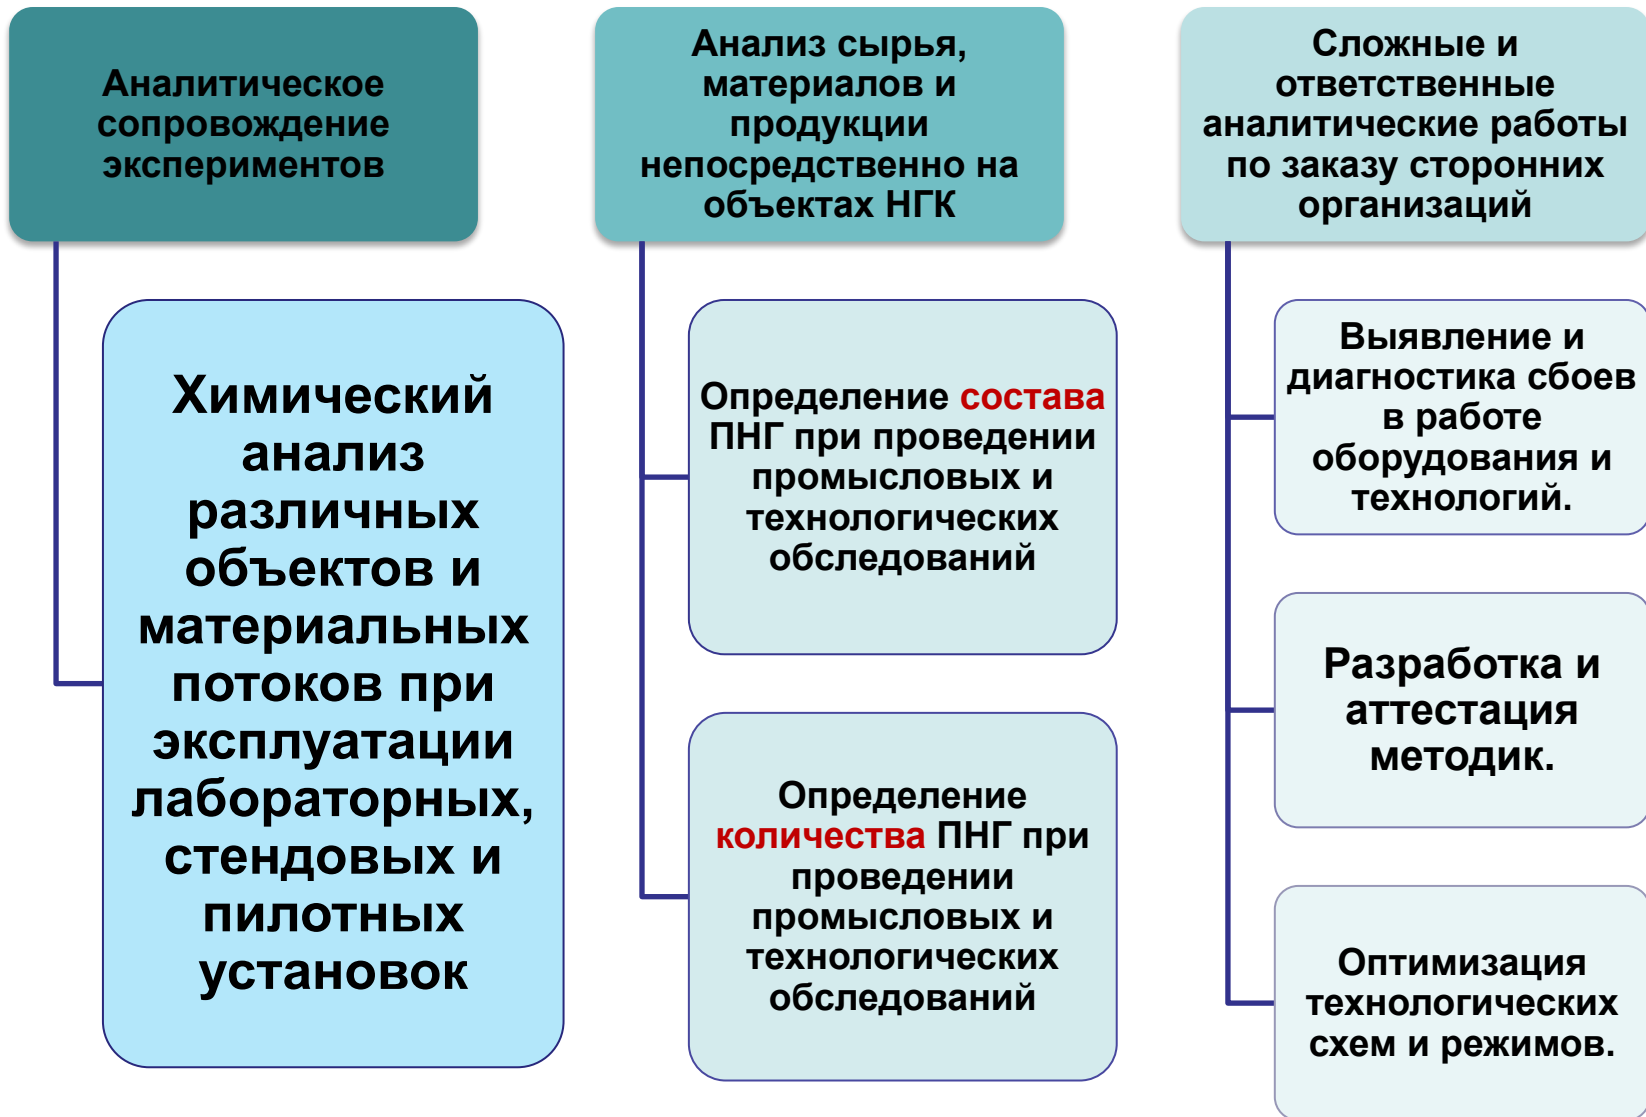 Аналитическое
сопровождение
экспериментов
Химический
анализ
различных
объектов и
материальных
потоков при
эксплуатации
лабораторных,
стендовых и
пилотных
установок
Анализ сырья,
материалов и
продукции
непосредственно на
объектах НГК
Определение состава
ПНГ при проведении
промысловых и
технологических
обследований
Определение
количества ПНГ при
проведении
промысловых и
технологических
обследований
Сложные и
ответственные
аналитические работы
по заказу сторонних
организаций
Выявление и
диагностика сбоев
в работе
оборудования и
технологий.
Разработка и
аттестация
методик.
Оптимизация
технологических
схем и режимов.